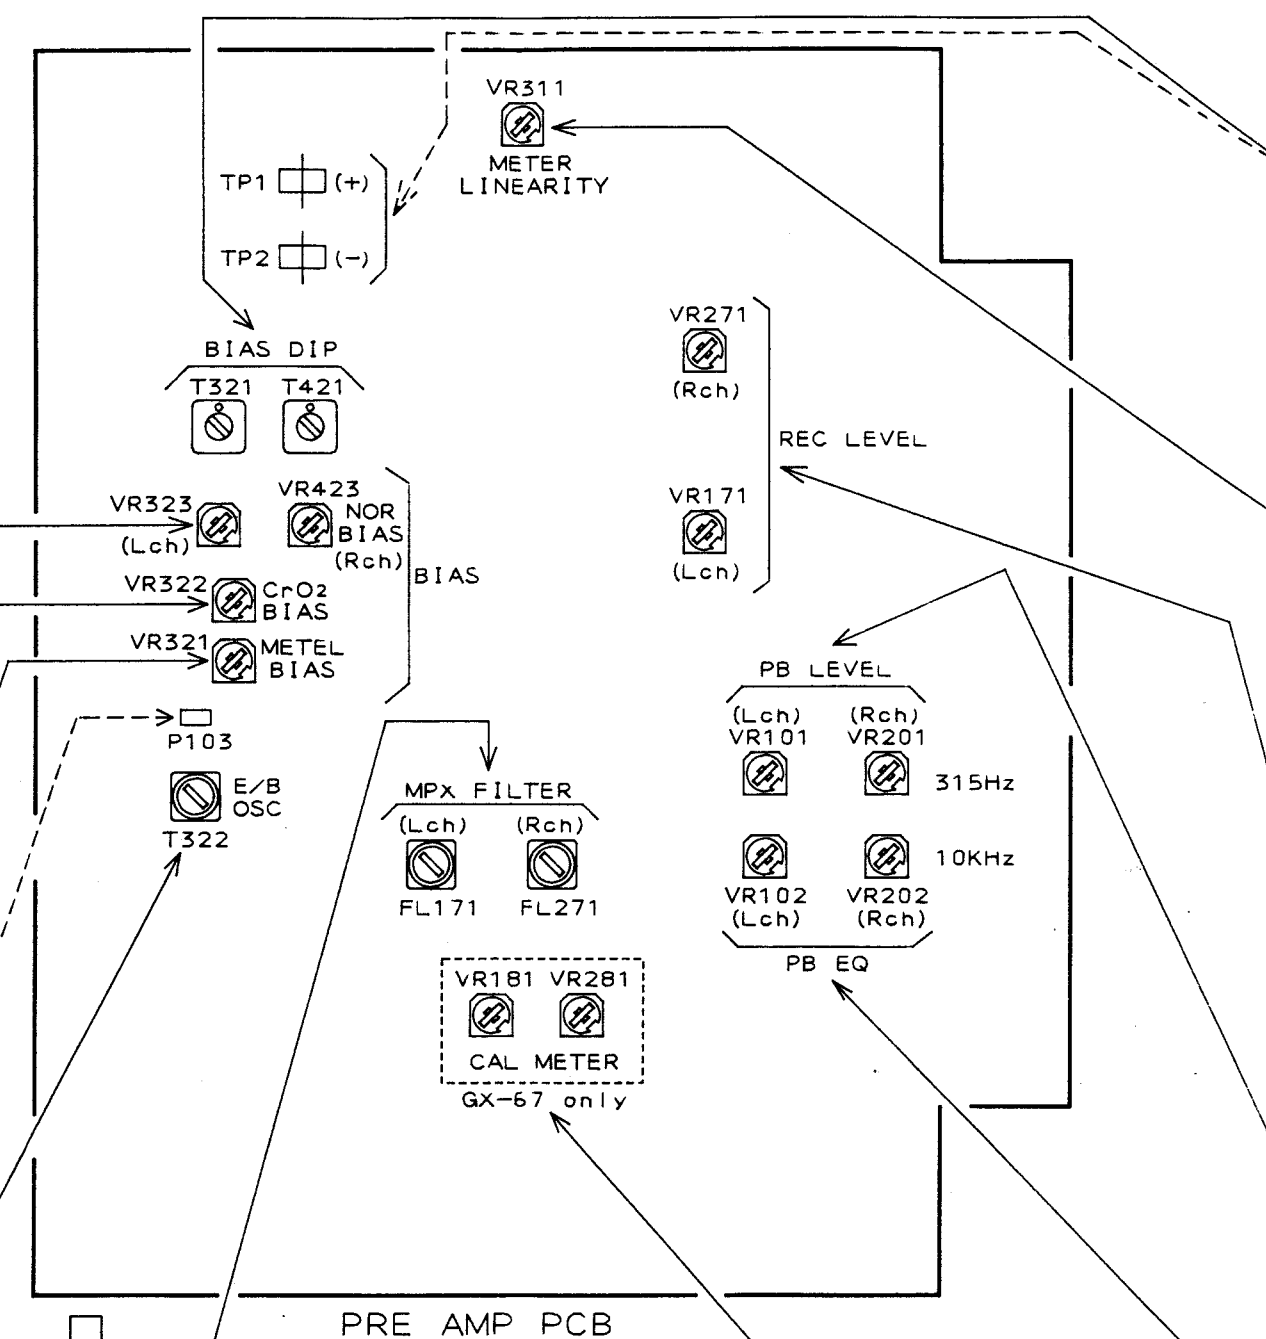 VR311
METER
LINEARITY
TP1 (+)
TP2 (-)
BIAS DIP
T321 T421
VR271
(Rch)
REC LEVEL
VR171
(Lch)
VR323
(Lch)
VR423
NOR
BIAS
(Rch)
BIAS
VR322 CrO2
BIAS
VR321 METEL
BIAS
P103
E/B
OSC
T322
MPX FILTER
(Lch) (Rch)
FL171 FL271
PB LEVEL
(Lch) (Rch)
VR101 VR201
315Hz
10KHz
VR102 VR202
(Lch) (Rch)
PB EQ
VR181 VR281
CAL METER
GX-67 only
PRE AMP PCB